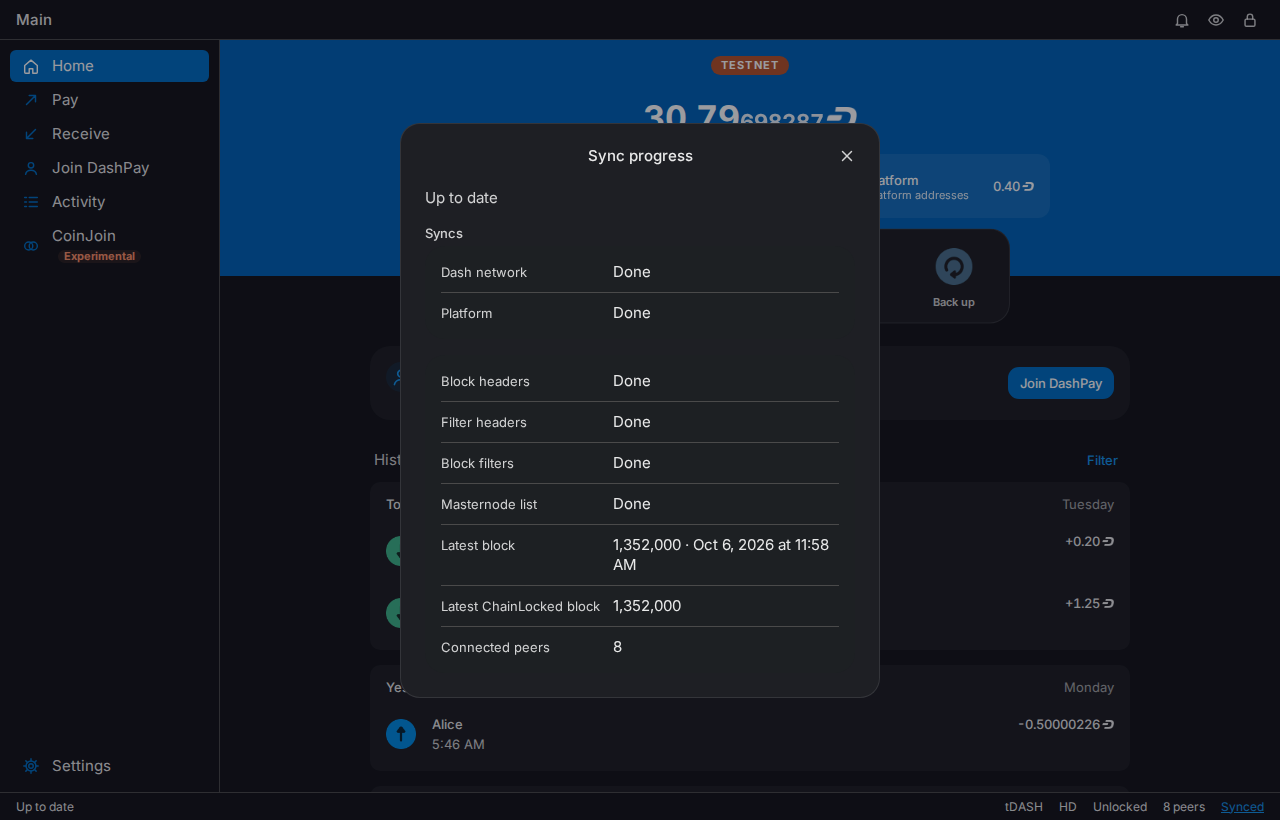 Main
Home
Pay
Receive
Join DashPay
Activity
CoinJoin
Experimental
Settings
TESTNET
30.79698287
Platform addresses
0.40
Back up
Join DashPay
Filter
Tuesday
+0.20
+1.25
Monday
Alice
5:46 AM
-0.50000226
Sync progress
Up to date
Syncs
Dash network Done
Platform Done
Block headers Done
Filter headers Done
Block filters Done
Masternode list Done
Latest block 1,352,000 · Oct 6, 2026 at 11:58
AM
Latest ChainLocked block 1,352,000
Connected peers 8
Up to date
tDASH HD Unlocked 8 peers Synced